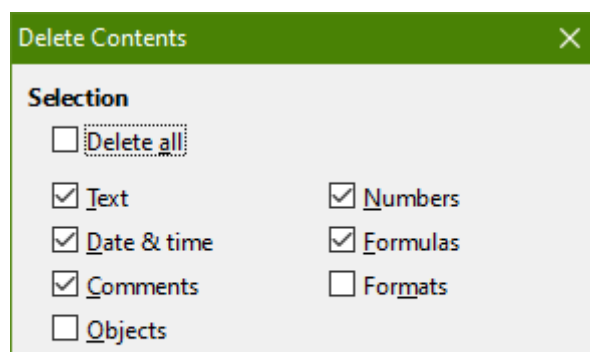 Delete Contents
Selection
Delete all
Text
Numbers
Date & time
Formulas
Comments
Formats
Objects